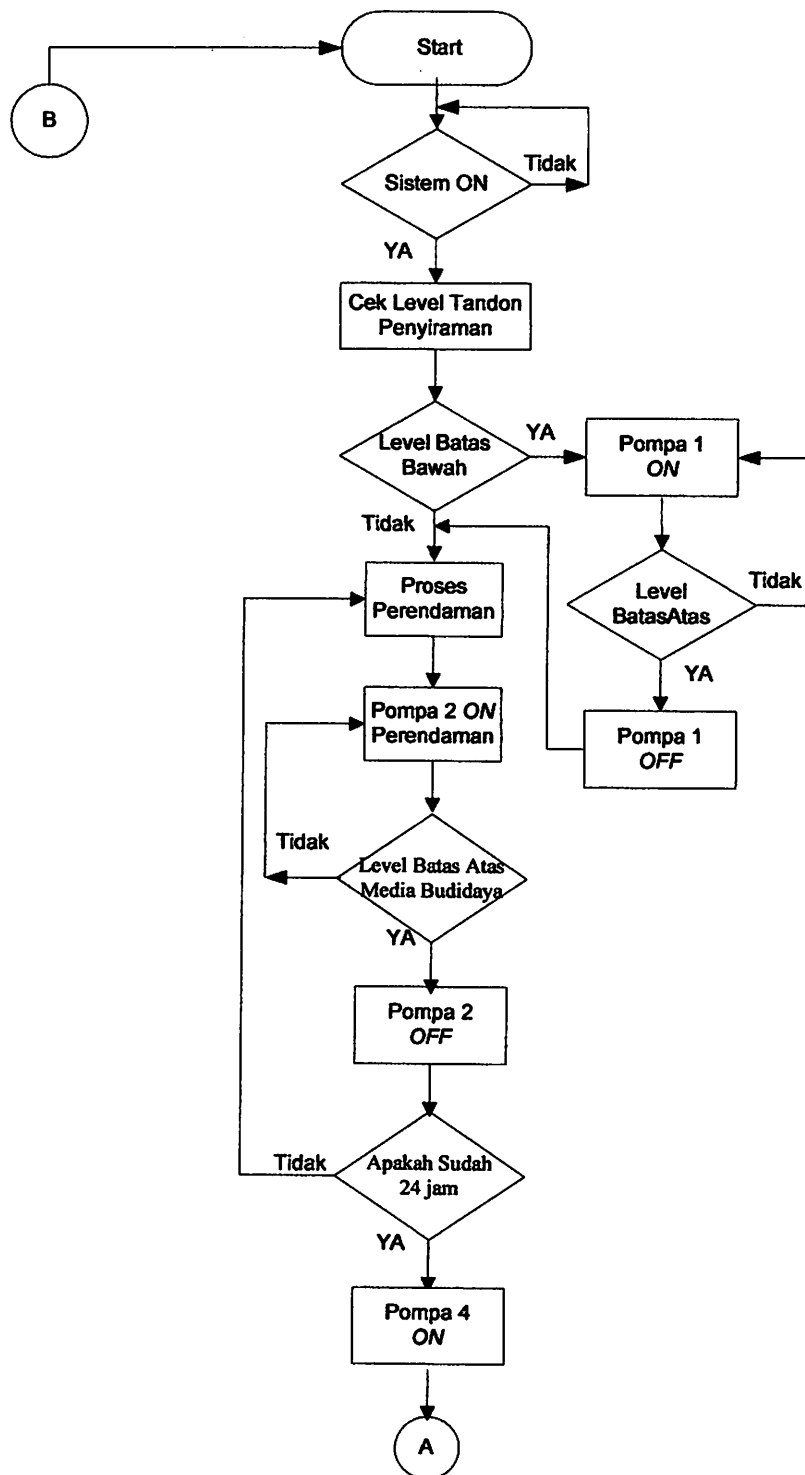 Start
B
Tidak
Sistem ON
YA
Cek Level Tandon
Penyiraman
YA
Level Batas
Bawah
Pompa 1
ON
Tidak
Tidak
Proses
Perendaman
Level
BatasAtas
YA
Pompa 2 ON
Perendaman
Pompa 1
OFF
Tidak
Level Batas Atas
Media Budidaya
YA
Pompa 2
OFF
Tidak
Apakah Sudah
24 jam
YA
Pompa 4
ON
A